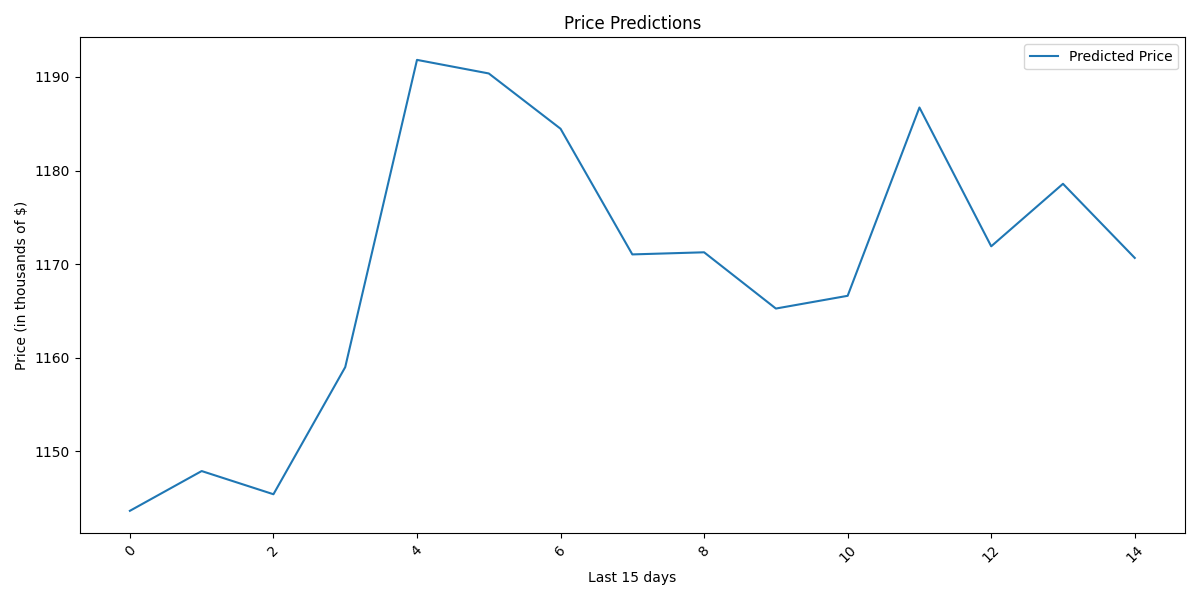 Price Predictions
Predicted Price
Price (in thousands of $)
1190
1180
1170
1160
1150
0 2 4 6 8 10 12 14
Last 15 days